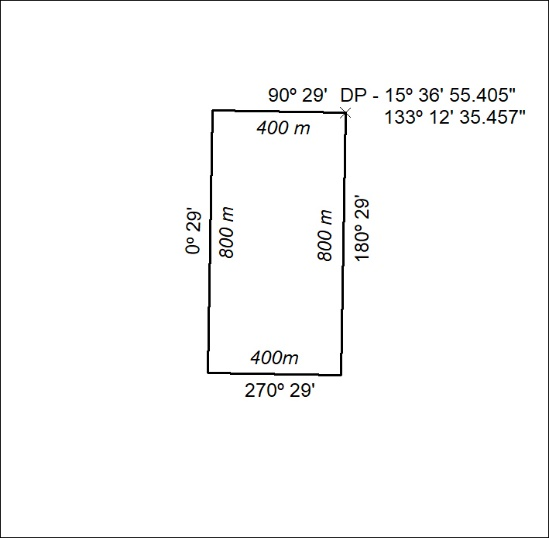 90º 29' DP - 15º 36' 55.405"
133º 12' 35.457"
400 m
0º 29'
800 m
800 m
180º 29'
400m
270º 29'